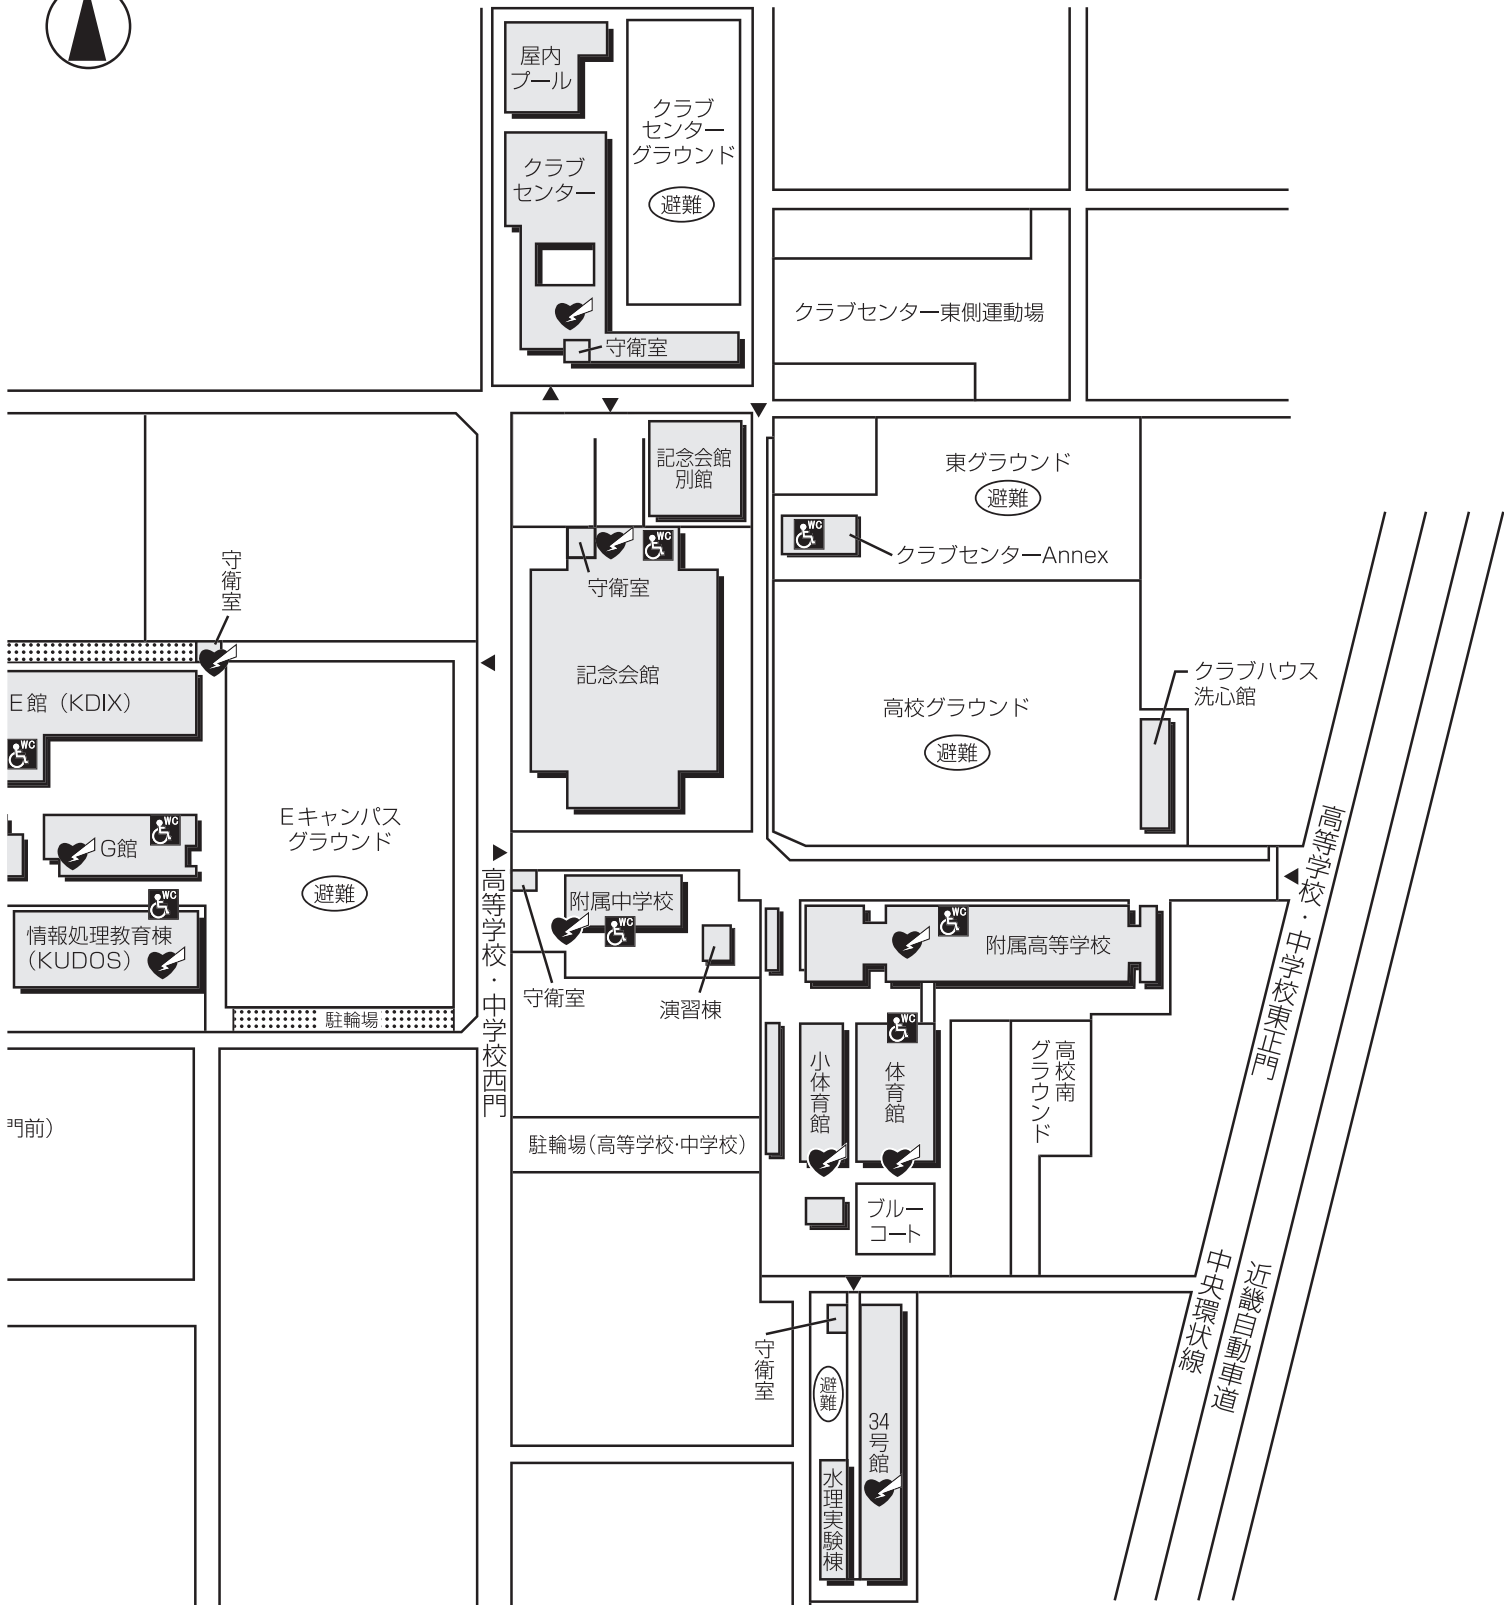 屋内
プール
クラブ
センター
グラウンド
避難
クラブ
センター
守衛室
クラブセンター東側運動場
記念会館
別館
東グラウンド
避難
WC
クラブセンターAnnex
WC
守衛室
守衛室
記念会館
E館（KDIX）
WC
クラブハウス
洗心館
高校グラウンド
避難
Eキャンパス
グラウンド
避難
WC
G館
WC
情報処理教育棟
（KUDOS）
駐輪場
高等学校・中学校西門
附属中学校
WC
守衛室
演習棟
WC
附属高等学校
高等学校・中学校東正門
WC
小体育館
体育館
高校南
グラウンド
門前）
駐輪場（高等学校・中学校）
ブルー
コート
守衛室
避難
34号館
水理実験棟
中央環状線
近畿自動車道